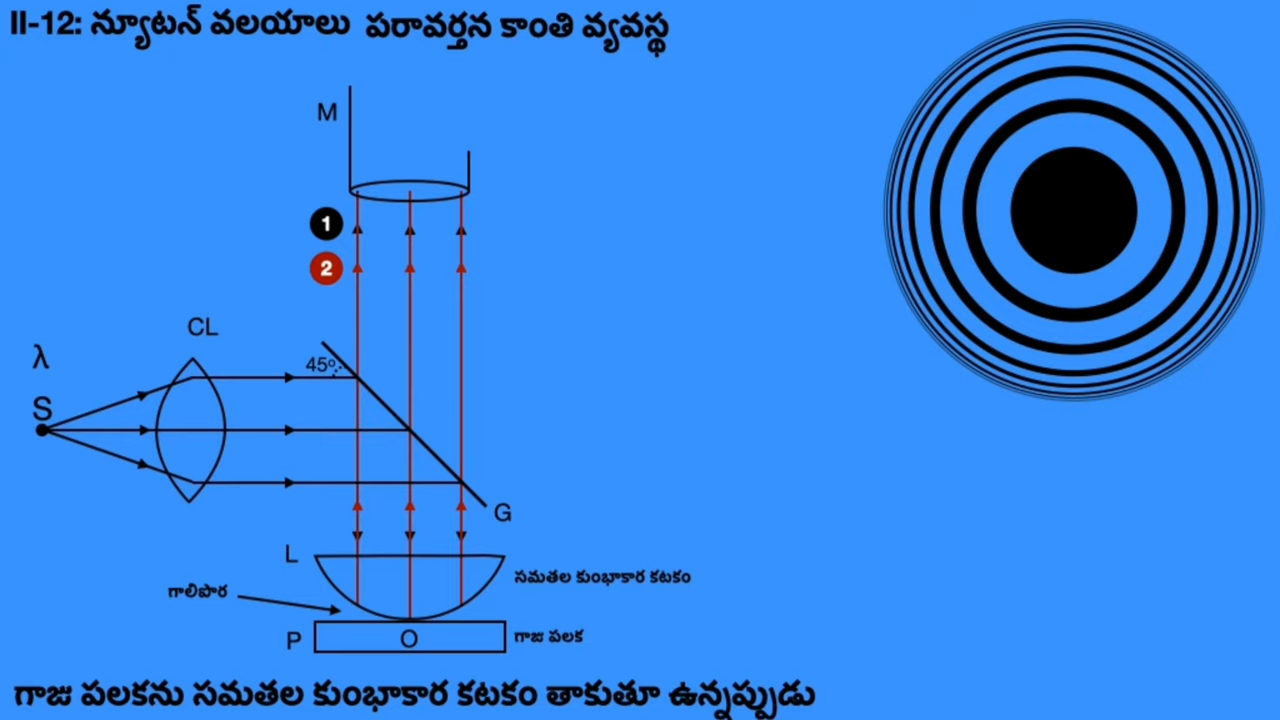 II-12: న్యూటన్ వలయాలు పరావర్తన కాంతి వ్యవస్థ
M
1
2
CL
45°
λ
S
G
L
సమతల కుంభాకార కటకం
గాలిపొర
P
O
గాజు పలక
గాజు పలకను సమతల కుంభాకార కటకం తాకుతూ ఉన్నప్పుడు